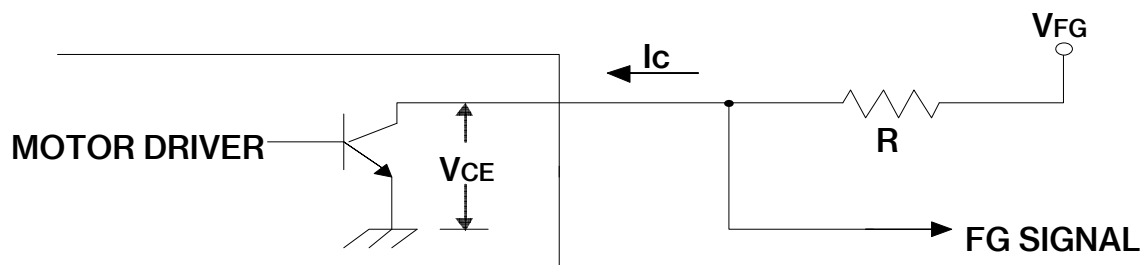 VFG
Ic
MOTOR DRIVER
VCE
R
FG SIGNAL